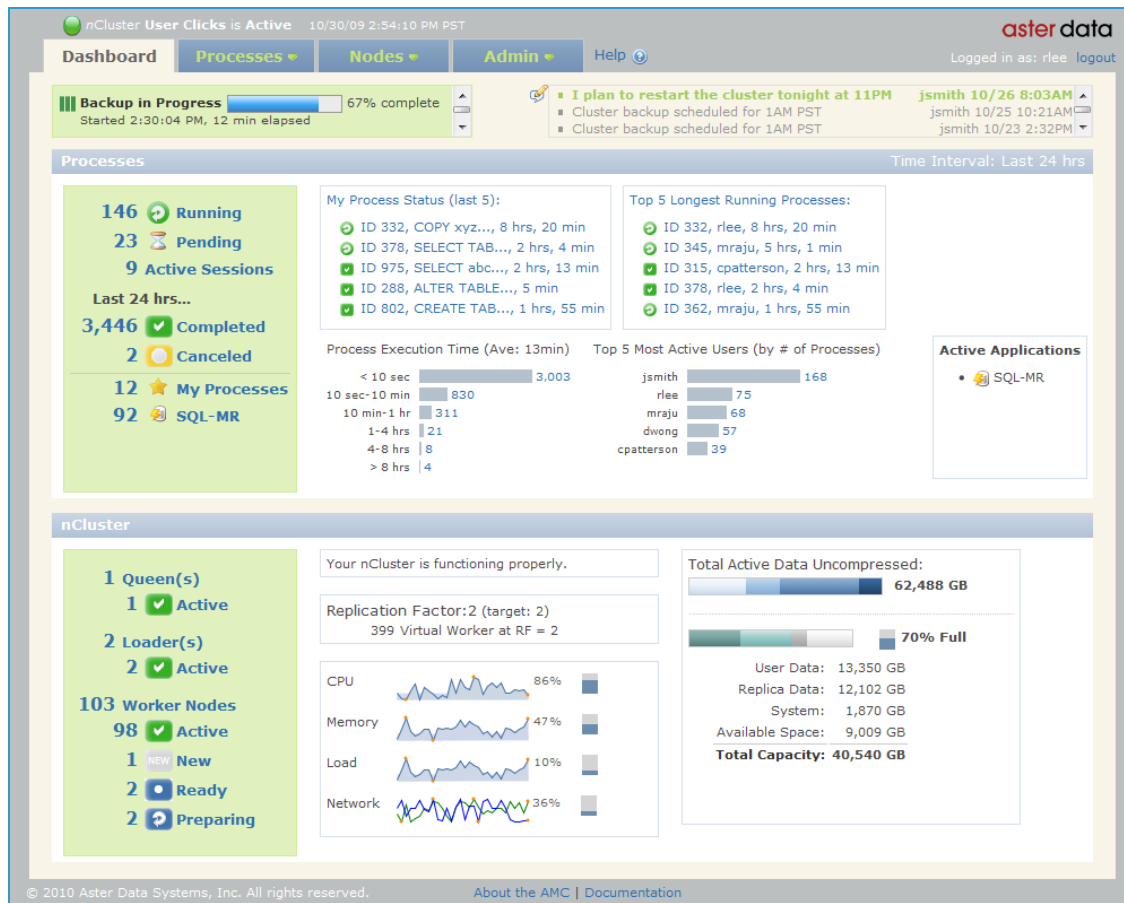 nCluster User Clicks is Active 10/30/09 2:54:10 PM PST
aster data
Dashboard Processes Nodes Admin Help ?
Logged in as: rlee logout
Backup in Progress 67% complete
Started 2:30:04 PM, 12 min elapsed
I plan to restart the cluster tonight at 11PM jsmith 10/26 8:03AM
Cluster backup scheduled for 1AM PST jsmith 10/25 10:21AM
Cluster backup scheduled for 1AM PST jsmith 10/23 2:32PM
Processes Time Interval: Last 24 hrs
146 Running
23 Pending
9 Active Sessions
Last 24 hrs...
3,446 Completed
2 Canceled
12 My Processes
92 SQL-MR
My Process Status (last 5):
ID 332, COPY xyz..., 8 hrs, 20 min
ID 378, SELECT TAB..., 2 hrs, 4 min
ID 975, SELECT abc..., 2 hrs, 13 min
ID 288, ALTER TABLE..., 5 min
ID 802, CREATE TAB..., 1 hrs, 55 min
Top 5 Longest Running Processes:
ID 332, rlee, 8 hrs, 20 min
ID 345, mraju, 5 hrs, 1 min
ID 315, cpatterson, 2 hrs, 13 min
ID 378, rlee, 2 hrs, 4 min
ID 362, mraju, 1 hrs, 55 min
Process Execution Time (Ave: 13min)
< 10 sec 3,003
10 sec-10 min 830
10 min-1 hr 311
1-4 hrs 21
4-8 hrs 8
> 8 hrs 4
Top 5 Most Active Users (by # of Processes)
jsmith 168
rlee 75
mraju 68
dwong 57
cpatterson 39
Active Applications
• SQL-MR
nCluster
1 Queen(s)
1 Active
2 Loader(s)
2 Active
103 Worker Nodes
98 Active
1 NEW New
2 Ready
2 Preparing
Your nCluster is functioning properly.
Replication Factor:2 (target: 2)
399 Virtual Worker at RF = 2
CPU 86%
Memory 47%
Load 10%
Network 36%
Total Active Data Uncompressed:
62,488 GB
70% Full
User Data: 13,350 GB
Replica Data: 12,102 GB
System: 1,870 GB
Available Space: 9,009 GB
Total Capacity: 40,540 GB
© 2010 Aster Data Systems, Inc. All rights reserved. About the AMC | Documentation